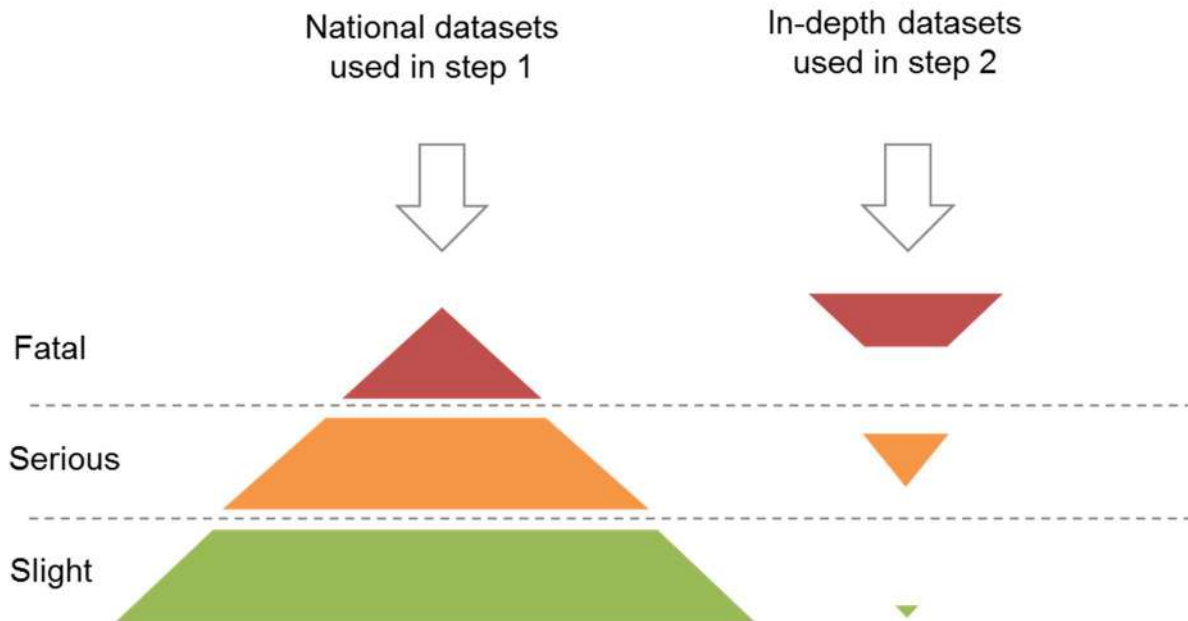 National datasets
used in step 1
In-depth datasets
used in step 2
Fatal
Serious
Slight